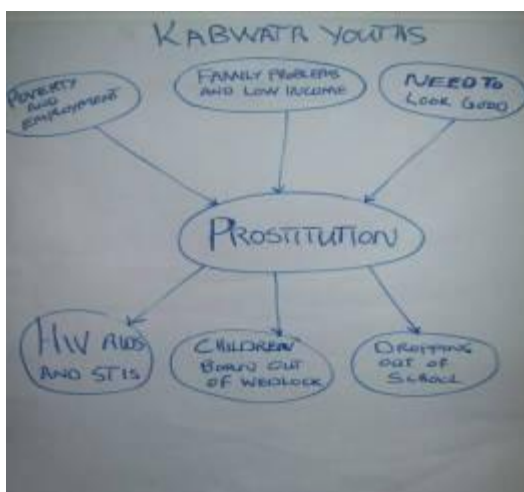 KABWATA YOUTHS
POVERTY
AND
EMPLOYMENT
FAMILY PROBLEMS
AND LOW INCOME
NEED TO
LOOK GOOD
PROSTITUTION
HIV AIDS
AND STIS
CHILDREN
BORN OUT
OF WEDLOCK
DROPPING
OUT OF
SCHOOL